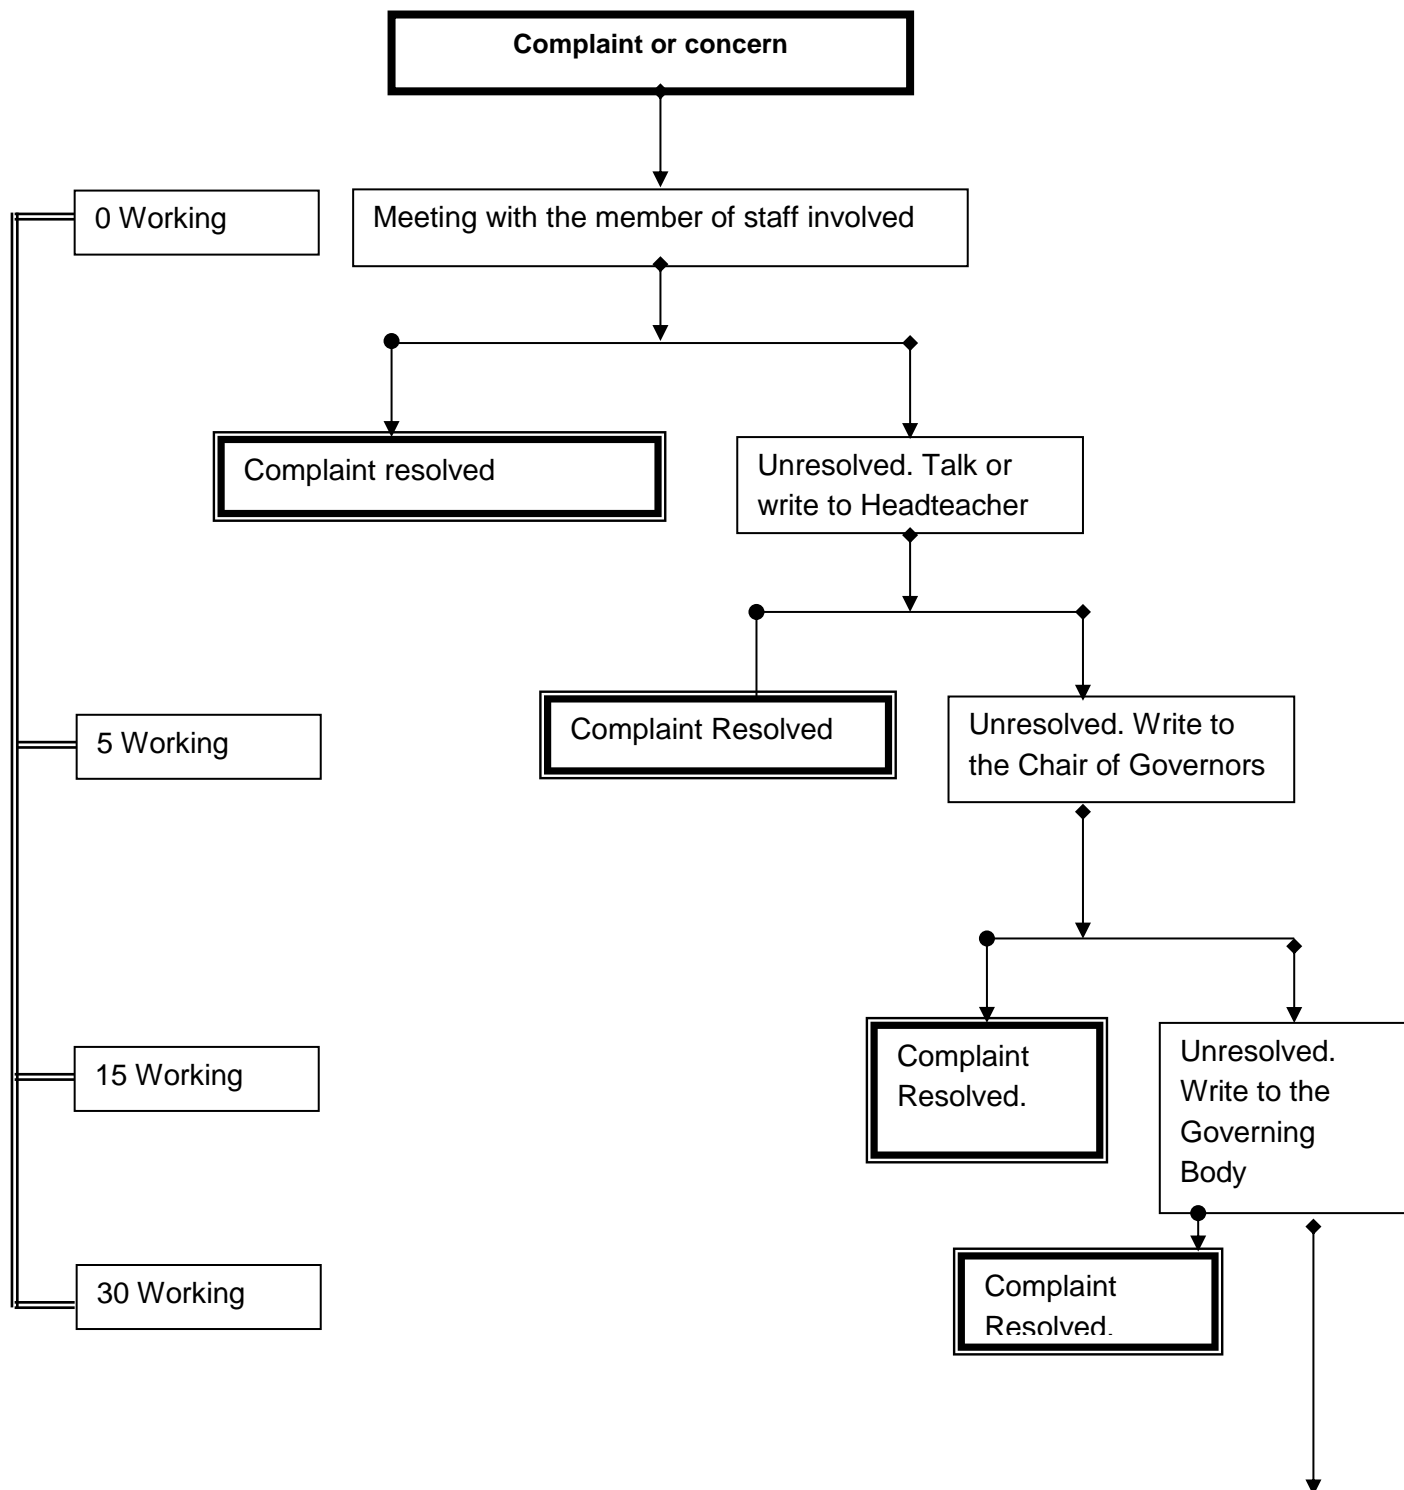 Complaint or concern
0 Working
Meeting with the member of staff involved
Complaint resolved
Unresolved. Talk or
write to Headteacher
5 Working
Complaint Resolved
Unresolved. Write to
the Chair of Governors
15 Working
Complaint
Resolved.
Unresolved.
Write to the
Governing
Body
30 Working
Complaint
Resolved.